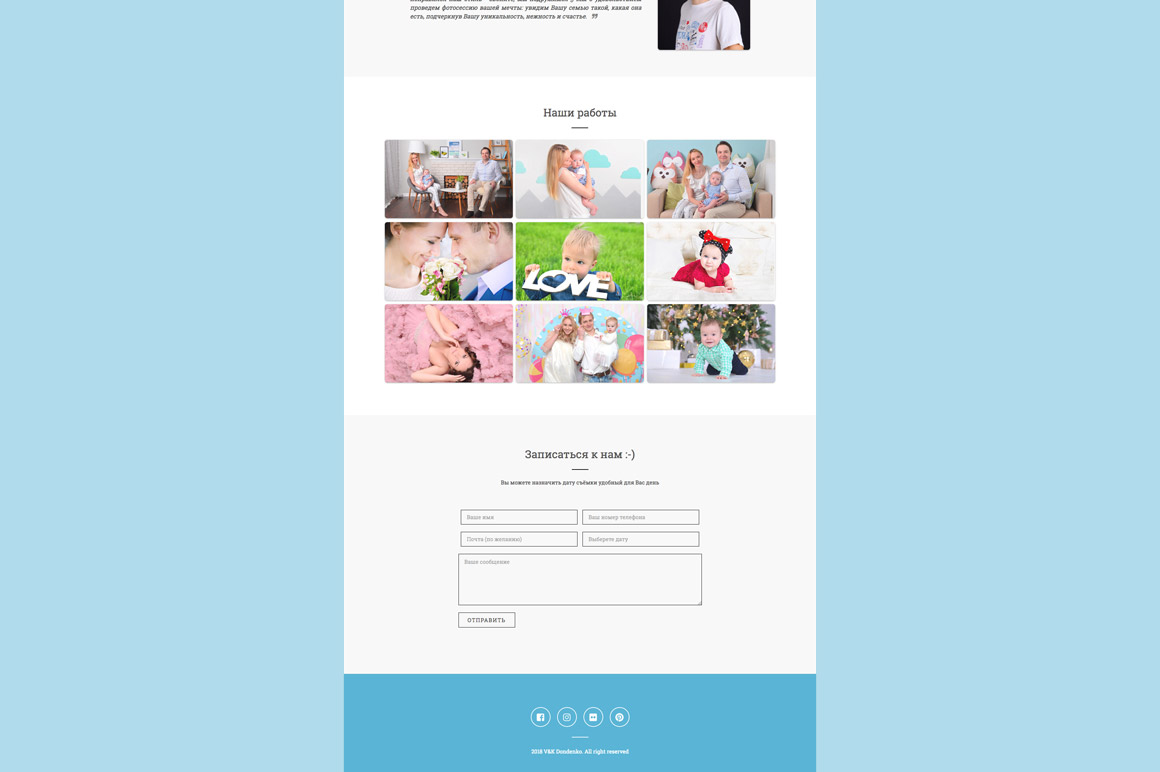 проведем фотосессию вашей мечты: увидим Вашу семью такой, какая она
есть, подчеркнув Вашу уникальность, нежность и счастье.
Наши работы
LOVE
Записаться к нам :-)
Вы можете назначить дату съёмки удобный для Вас день
Ваше имя
Ваш номер телефона
Почта (по желанию)
Выберете дату
Ваше сообщение
ОТПРАВИТЬ
2018 V&K Dondenko. All right reserved